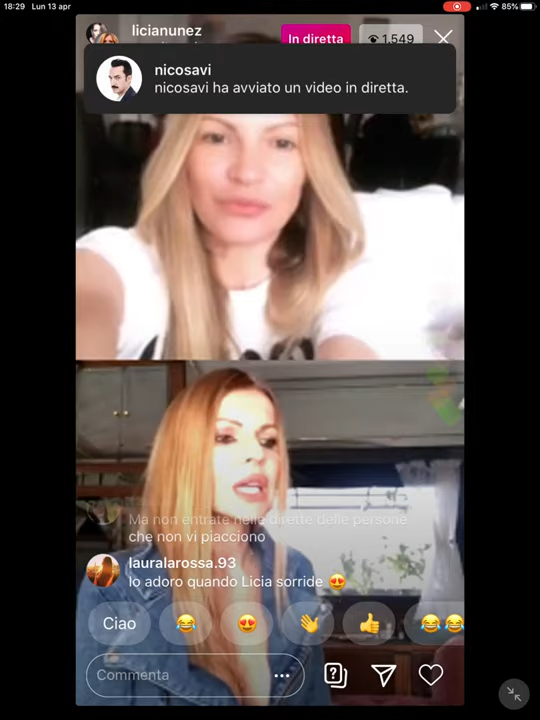 18:29 Lun 13 apr
85%
licianunez
In diretta
1.549
nicosavi
nicosavi ha avviato un video in diretta.
Ma non entrate nelle dirette delle persone
che non vi piacciono
lauralarossa.93
Io adoro quando Licia sorride 😍
Ciao 😂 😍 👋 👍 😂😂
Commenta